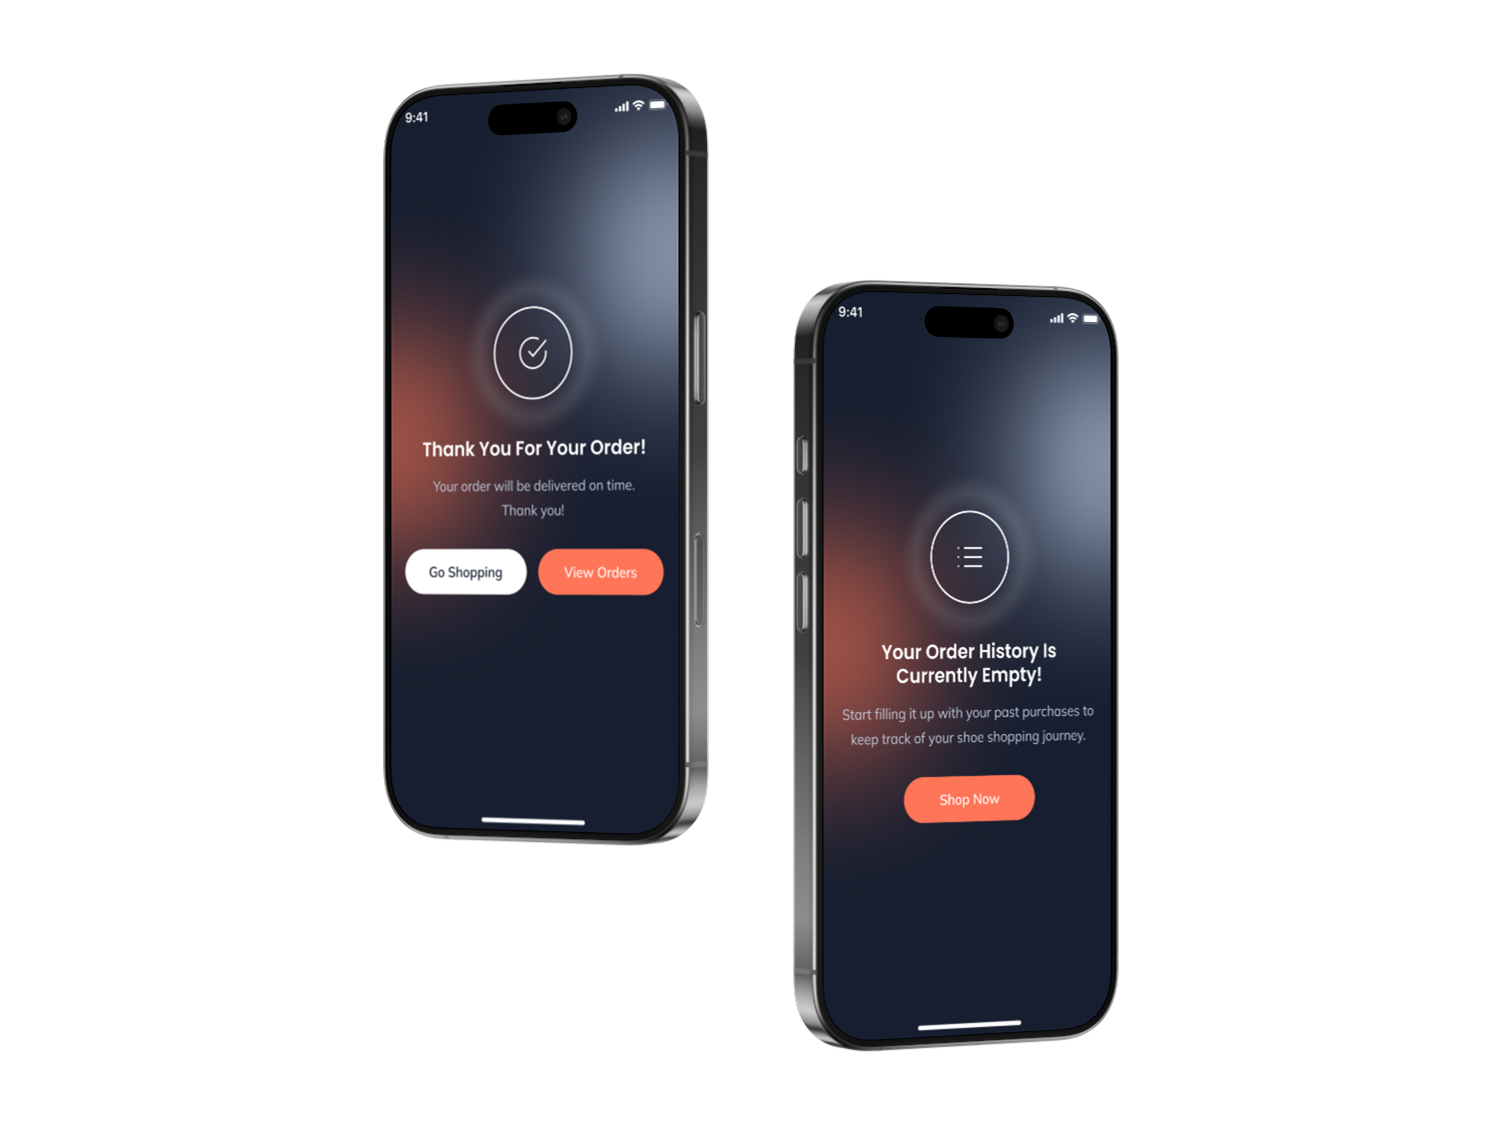 9:41
Thank You For Your Order!
Your order will be delivered on time.
Thank you!
Go Shopping
View Orders
9:41
Your Order History Is
Currently Empty!
Start filling it up with your past purchases to
keep track of your shoe shopping journey.
Shop Now